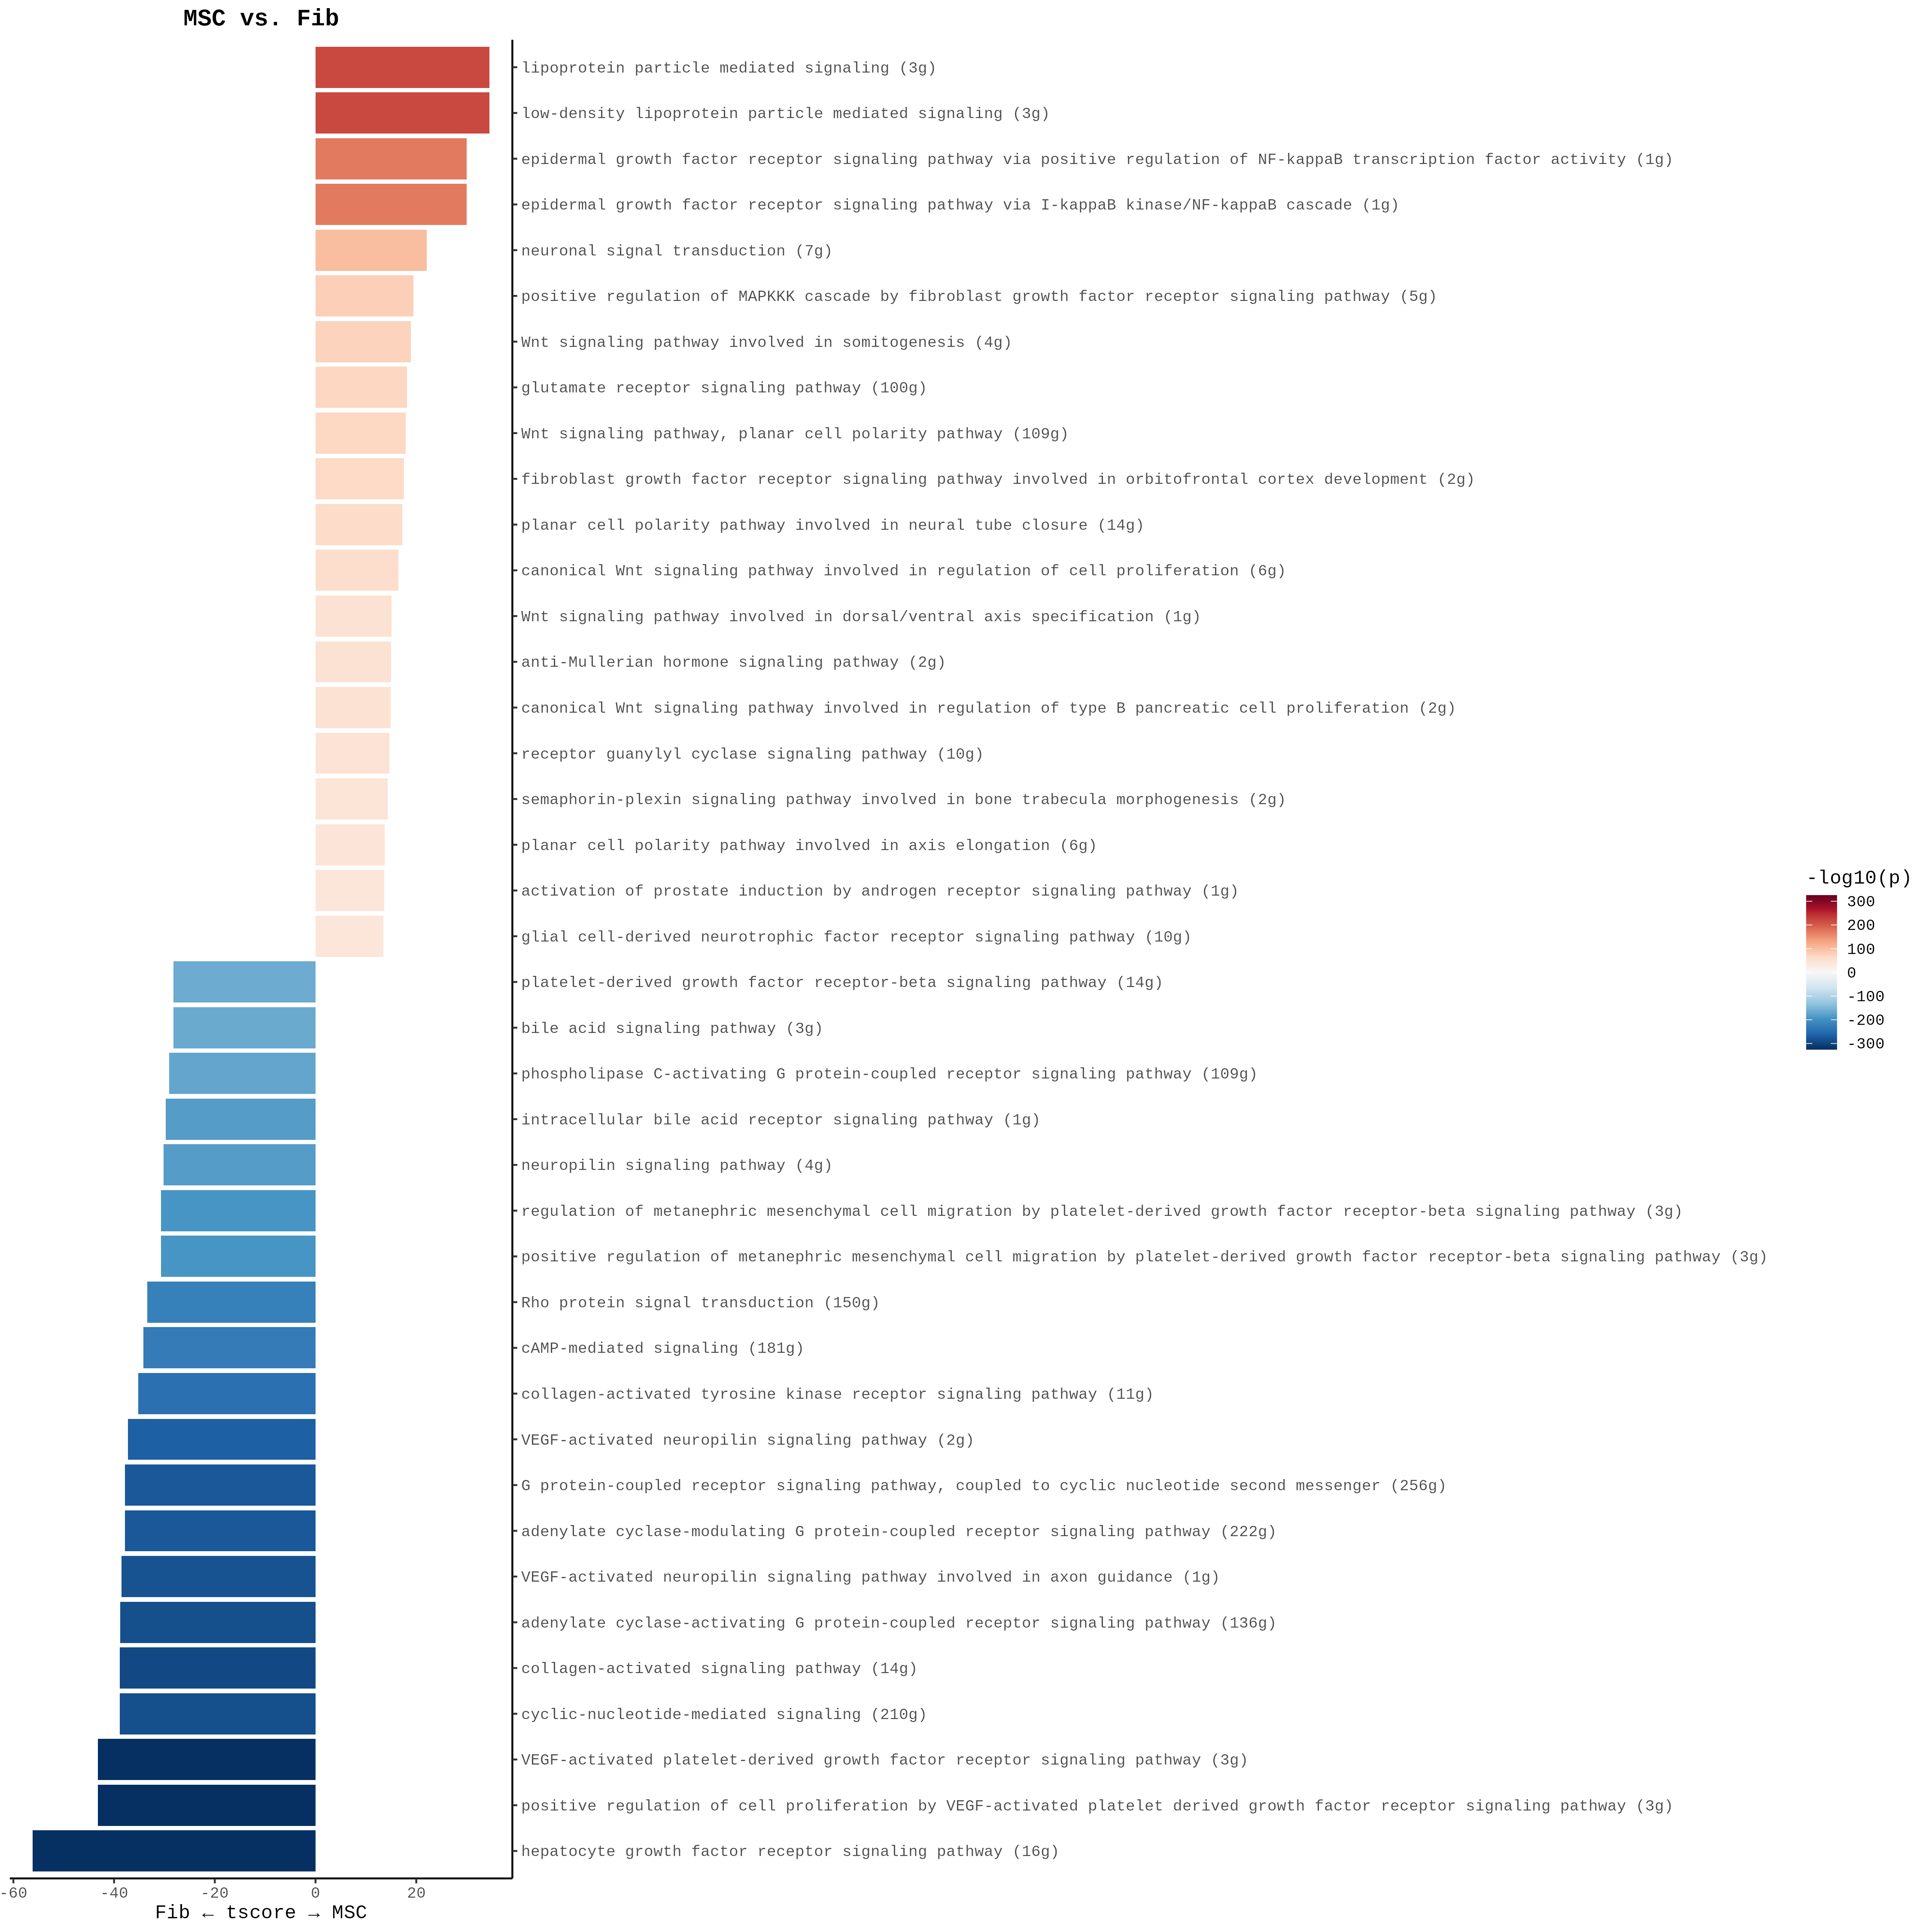 MSC vs. Fib
lipoprotein particle mediated signaling (3g)
low-density lipoprotein particle mediated signaling (3g)
epidermal growth factor receptor signaling pathway via positive regulation of NF-kappaB transcription factor activity (1g)
epidermal growth factor receptor signaling pathway via I-kappaB kinase/NF-kappaB cascade (1g)
neuronal signal transduction (7g)
positive regulation of MAPKKK cascade by fibroblast growth factor receptor signaling pathway (5g)
Wnt signaling pathway involved in somitogenesis (4g)
glutamate receptor signaling pathway (100g)
Wnt signaling pathway, planar cell polarity pathway (109g)
fibroblast growth factor receptor signaling pathway involved in orbitofrontal cortex development (2g)
planar cell polarity pathway involved in neural tube closure (14g)
canonical Wnt signaling pathway involved in regulation of cell proliferation (6g)
Wnt signaling pathway involved in dorsal/ventral axis specification (1g)
anti-Mullerian hormone signaling pathway (2g)
canonical Wnt signaling pathway involved in regulation of type B pancreatic cell proliferation (2g)
receptor guanylyl cyclase signaling pathway (10g)
semaphorin-plexin signaling pathway involved in bone trabecula morphogenesis (2g)
planar cell polarity pathway involved in axis elongation (6g)
activation of prostate induction by androgen receptor signaling pathway (1g)
glial cell-derived neurotrophic factor receptor signaling pathway (10g)
platelet-derived growth factor receptor-beta signaling pathway (14g)
bile acid signaling pathway (3g)
phospholipase C-activating G protein-coupled receptor signaling pathway (109g)
intracellular bile acid receptor signaling pathway (1g)
neuropilin signaling pathway (4g)
regulation of metanephric mesenchymal cell migration by platelet-derived growth factor receptor-beta signaling pathway (3g)
positive regulation of metanephric mesenchymal cell migration by platelet-derived growth factor receptor-beta signaling pathway (3g)
Rho protein signal transduction (150g)
cAMP-mediated signaling (181g)
collagen-activated tyrosine kinase receptor signaling pathway (11g)
VEGF-activated neuropilin signaling pathway (2g)
G protein-coupled receptor signaling pathway, coupled to cyclic nucleotide second messenger (256g)
adenylate cyclase-modulating G protein-coupled receptor signaling pathway (222g)
VEGF-activated neuropilin signaling pathway involved in axon guidance (1g)
adenylate cyclase-activating G protein-coupled receptor signaling pathway (136g)
collagen-activated signaling pathway (14g)
cyclic-nucleotide-mediated signaling (210g)
VEGF-activated platelet-derived growth factor receptor signaling pathway (3g)
positive regulation of cell proliferation by VEGF-activated platelet derived growth factor receptor signaling pathway (3g)
hepatocyte growth factor receptor signaling pathway (16g)
-60 -40 -20 0 20
Fib ← tscore → MSC
-log10(p)
300
200
100
0
-100
-200
-300